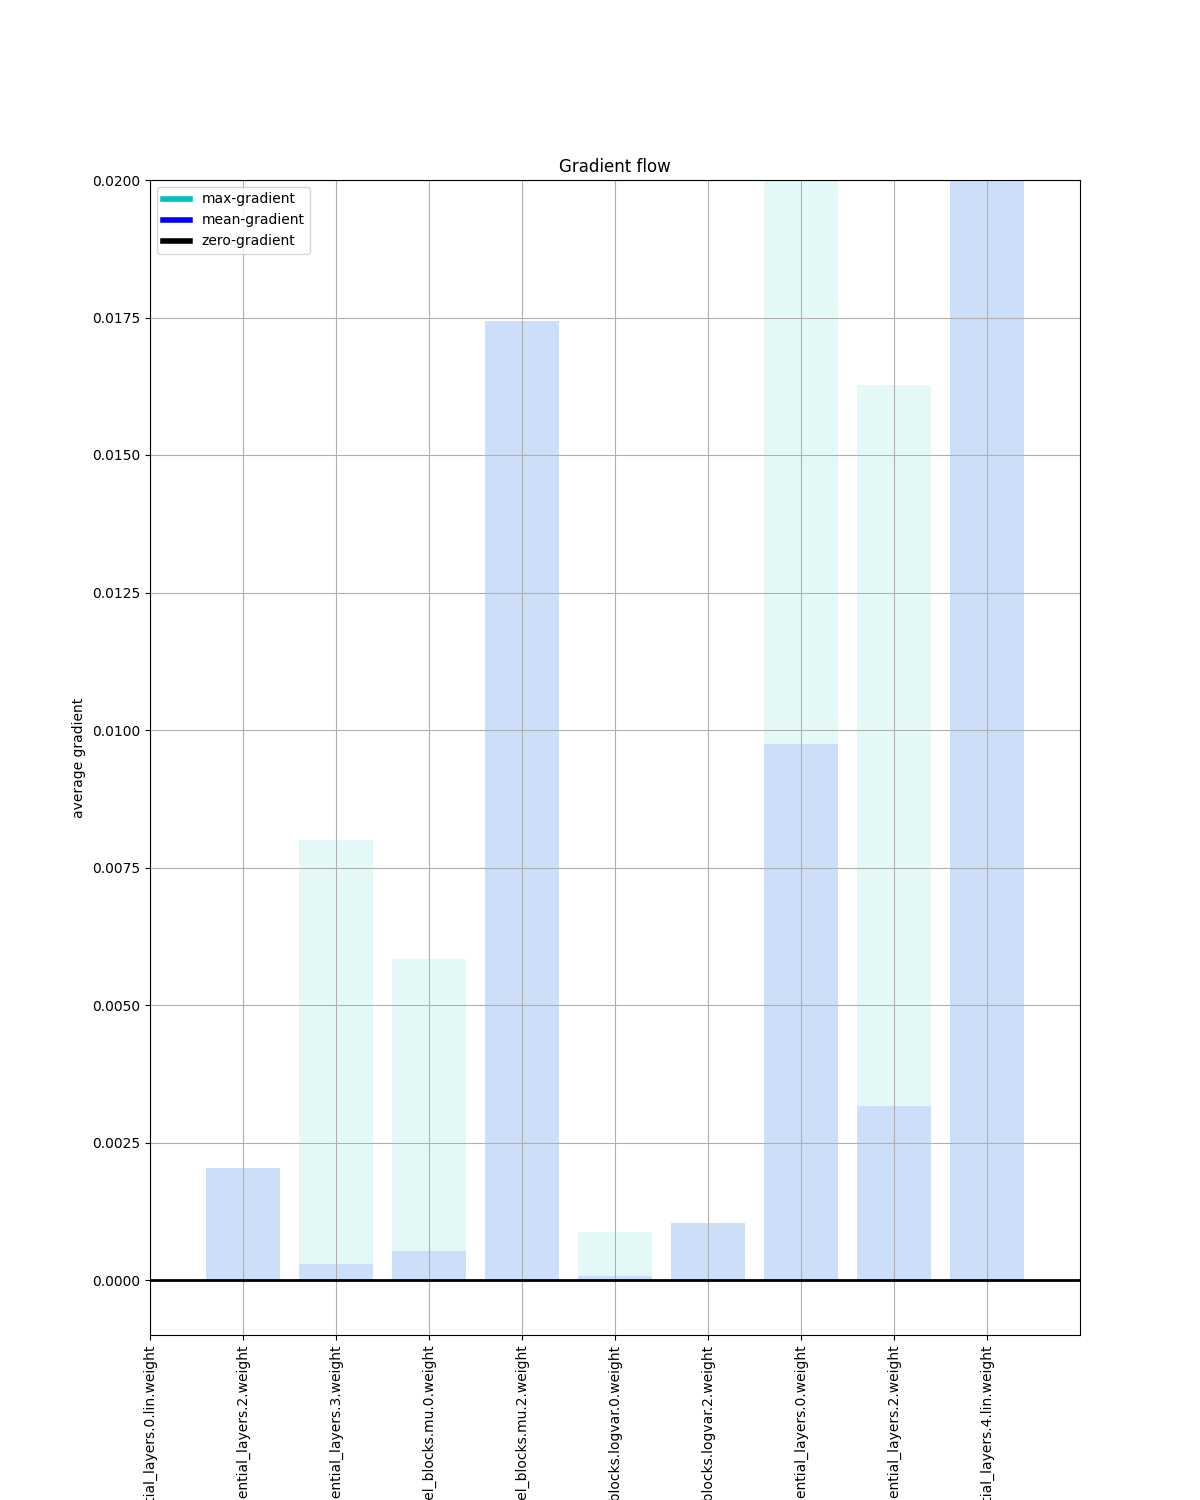 Gradient flow
max-gradient
mean-gradient
zero-gradient
average gradient
0.0200
0.0175
0.0150
0.0125
0.0100
0.0075
0.0050
0.0025
0.0000
tial_layers.0.lin.weight
ential_layers.2.weight
ential_layers.3.weight
el_blocks.mu.0.weight
el_blocks.mu.2.weight
blocks.logvar.0.weight
blocks.logvar.2.weight
ential_layers.0.weight
ential_layers.2.weight
tial_layers.4.lin.weight